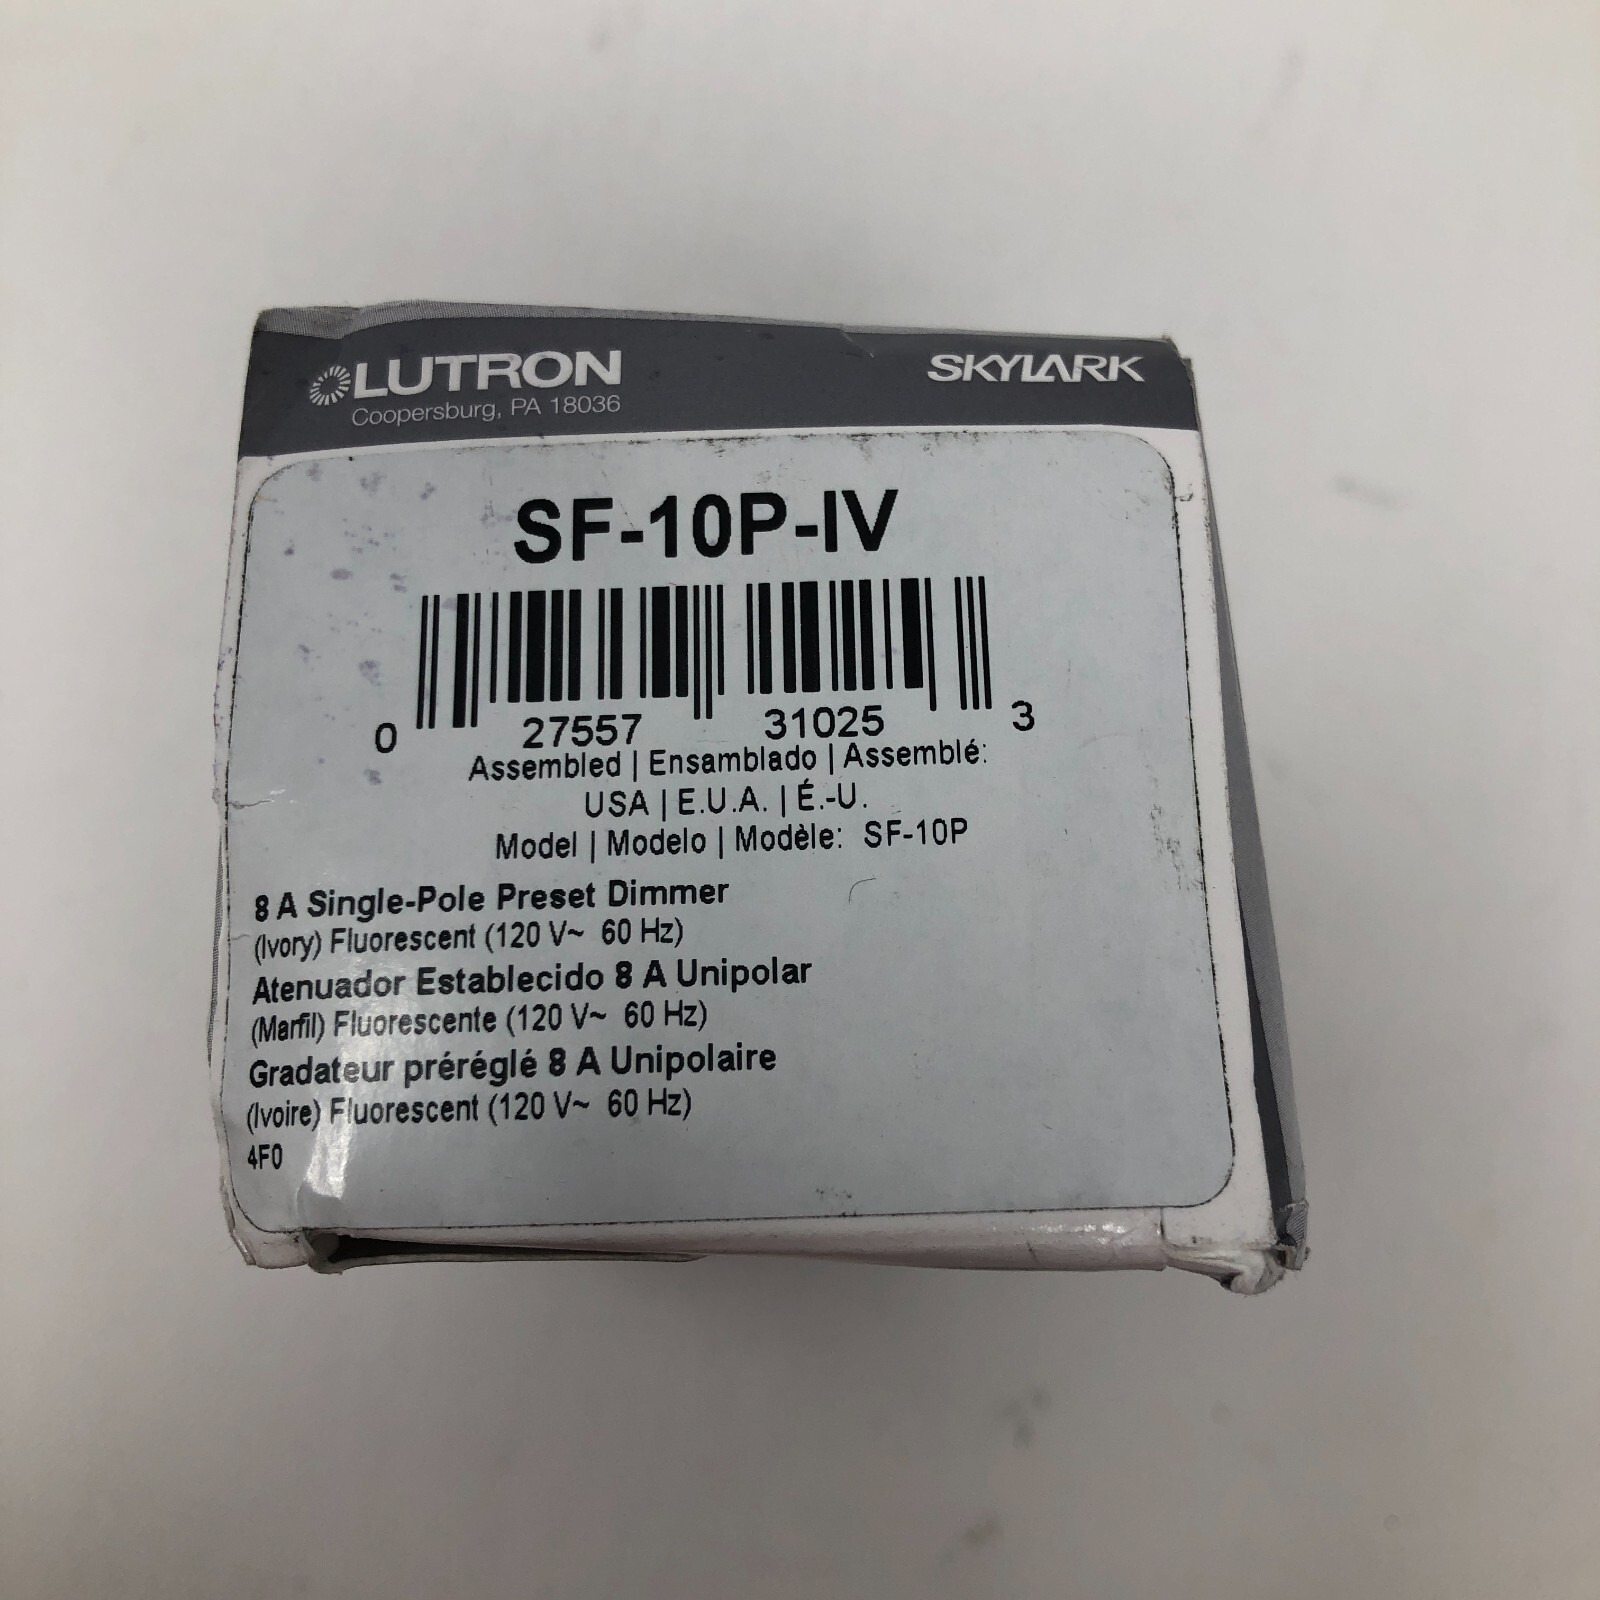 LUTRON SKYLARK
Coopersburg, PA 18036
SF-10P-IV
0 27557 31025 3
Assembled | Ensamblado | Assemblé:
USA | E.U.A. | É.-U.
Model | Modelo | Modèle: SF-10P
8 A Single-Pole Preset Dimmer
(Ivory) Fluorescent (120 V~ 60 Hz)
Atenuador Establecido 8 A Unipolar
(Marfil) Fluorescente (120 V~ 60 Hz)
Gradateur préréglé 8 A Unipolaire
(Ivoire) Fluorescent (120 V~ 60 Hz)
4F0